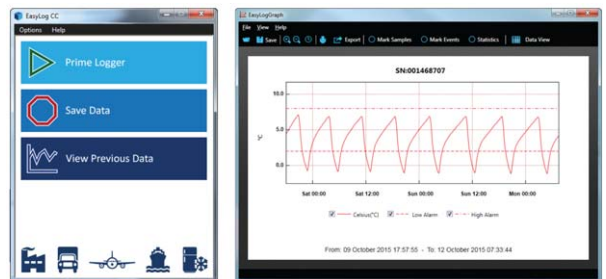 EasyLog CC
Options Help
Prime Logger
Save Data
View Previous Data
EasyLogGraph
File View Help
Save Export Mark Samples Mark Events Statistics Data View
SN:001468707
10.0
5.0
0.0
°C
Sat 00:00 Sat 12:00 Sun 00:00 Sun 12:00 Mon 00:00
Celsius(°C) Low Alarm High Alarm
From: 09 October 2015 17:57:55 - To: 12 October 2015 07:33:44